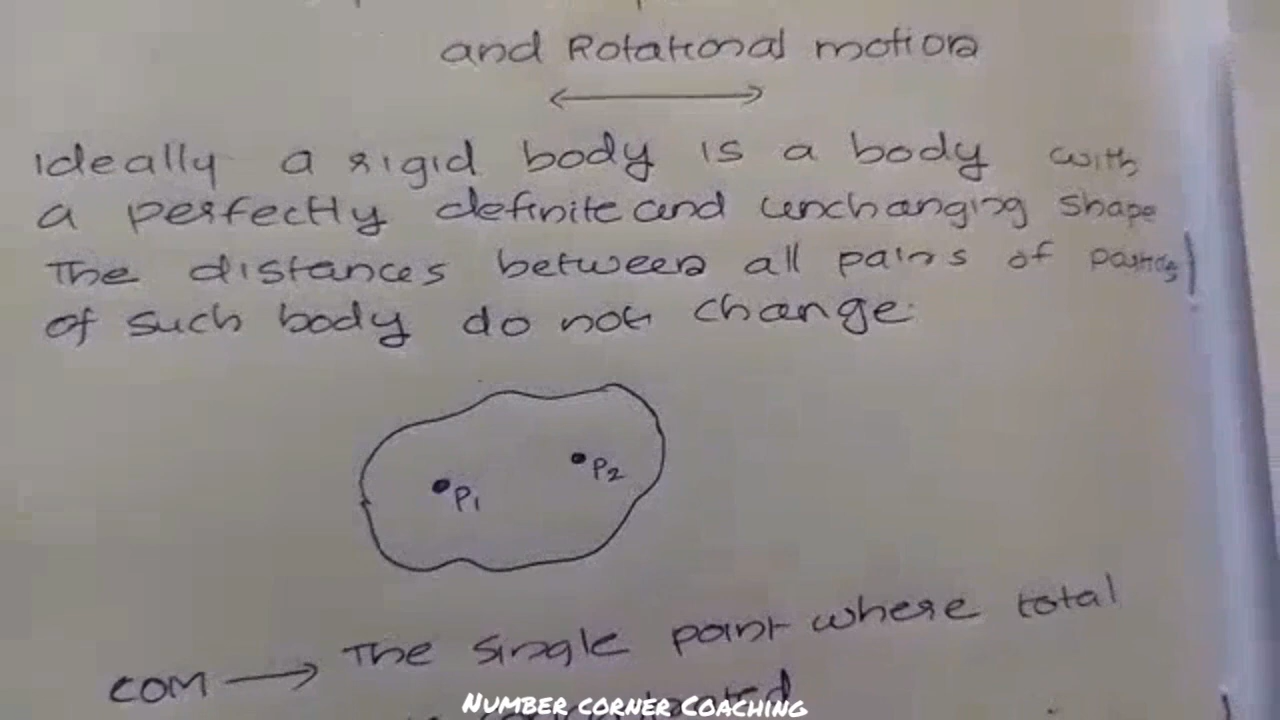 and Rotational motion
ideally a rigid body is a body with
a perfectly definite and unchanging shape
The distances between all pairs of
of such body do not change.
P1
P2
COM → The single point where total
NUMBER CORNER COACHING